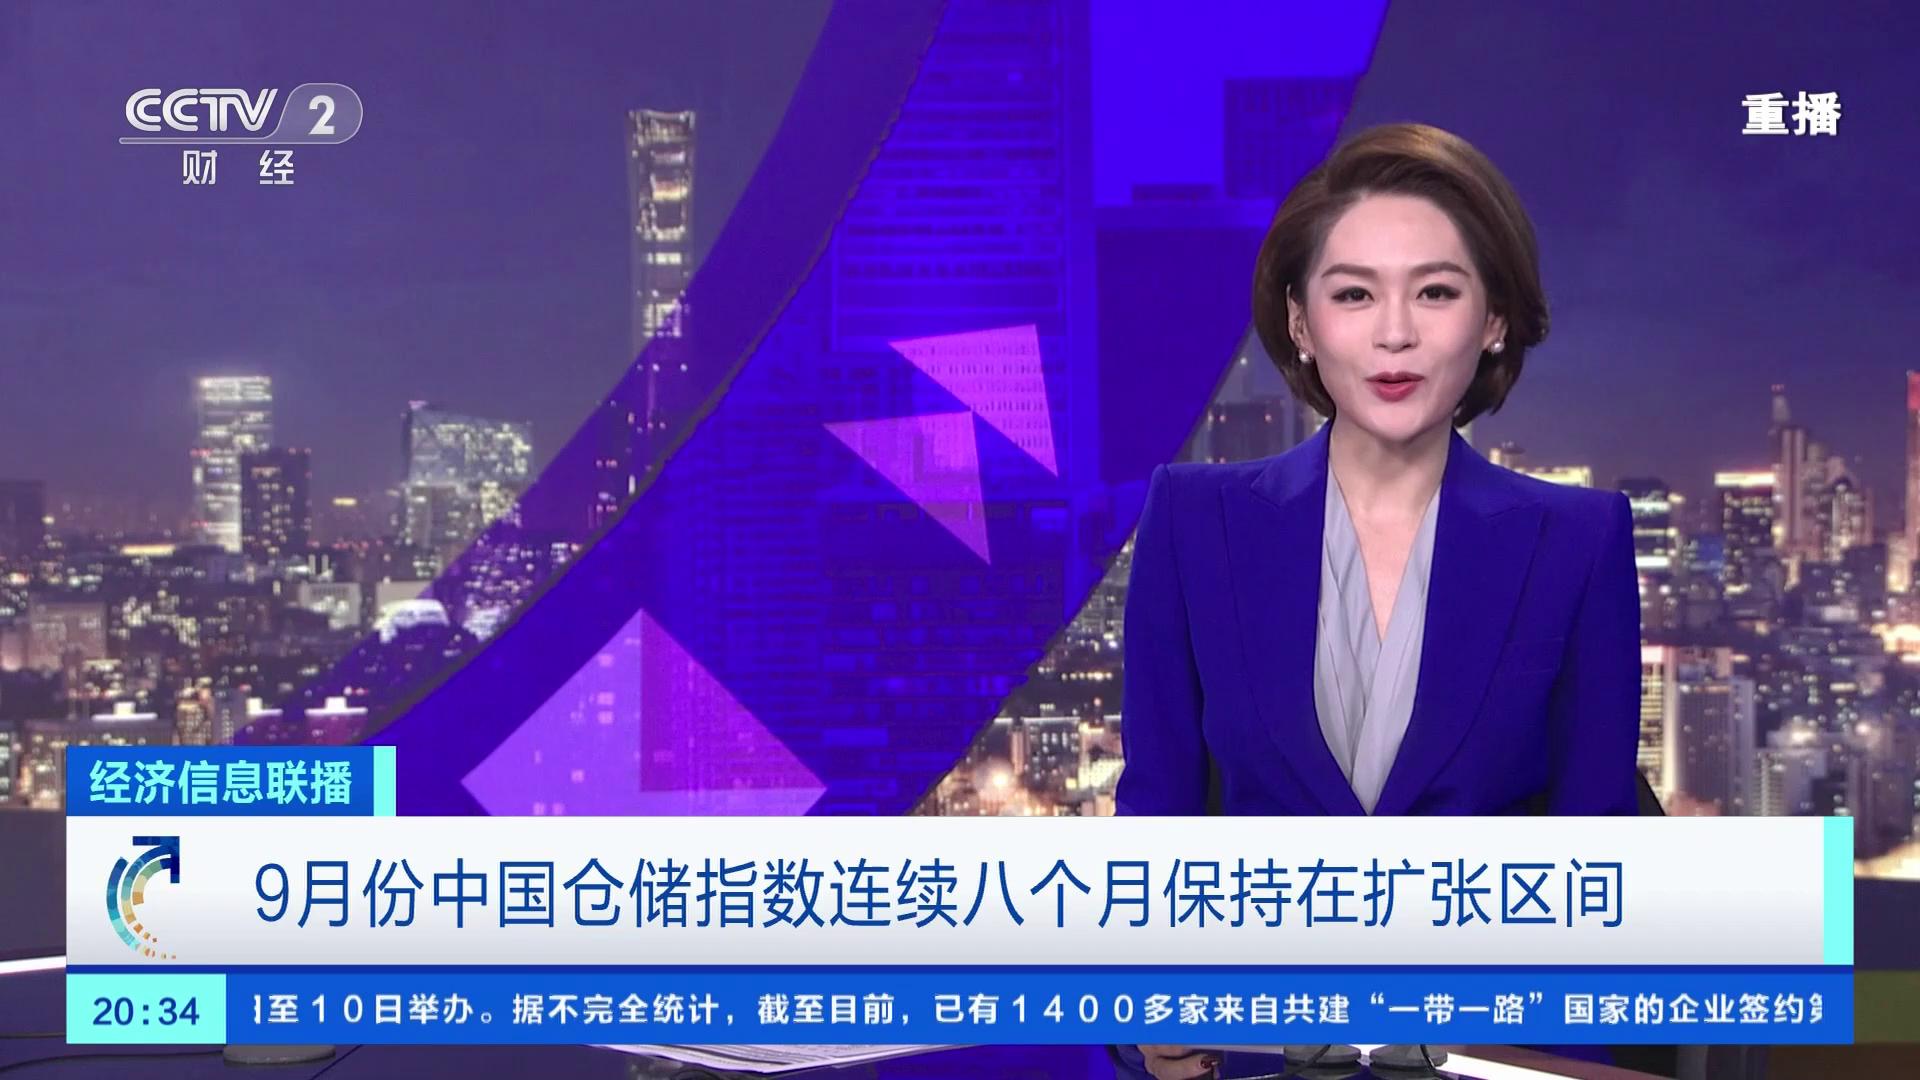 CCTV 2
财 经
重播
经济信息联播
9月份中国仓储指数连续八个月保持在扩张区间
20:34
至10日举办。据不完全统计，截至目前，已有1400多家来自共建“一带一路”国家的企业签约